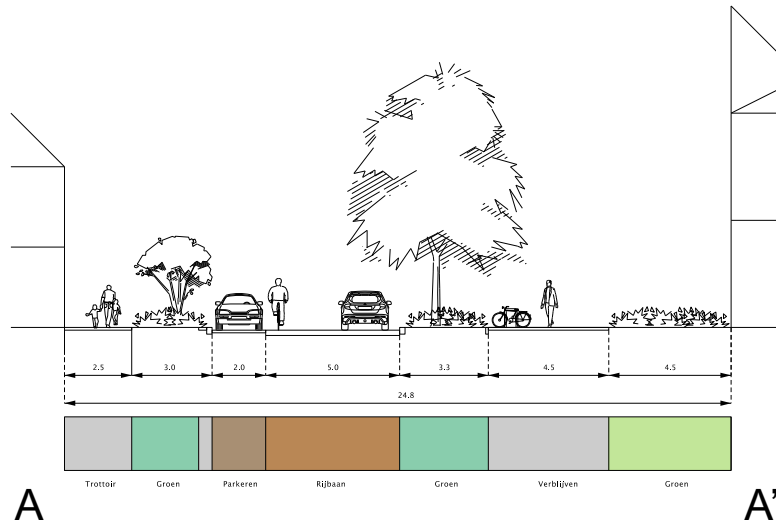 2.5 3.0 2.0 5.0 3.3 4.5 4.5
24.8
Trottoir Groen Parkeren Rijbaan Groen Verblijven Groen
A A'